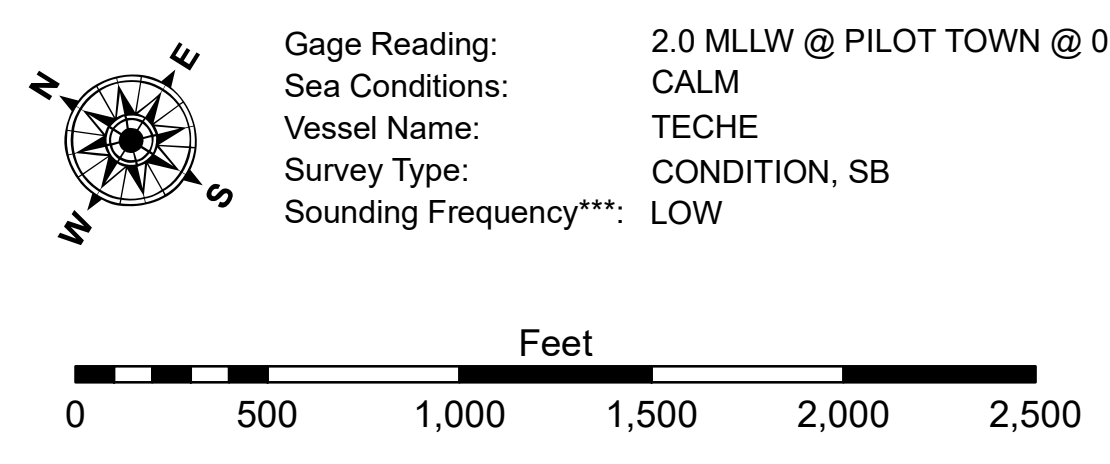 N
E
S
W
Gage Reading: 2.0 MLLW @ PILOT TOWN @ 0
Sea Conditions: CALM
Vessel Name: TECHE
Survey Type: CONDITION, SB
Sounding Frequency***: LOW
Feet
0 500 1,000 1,500 2,000 2,500